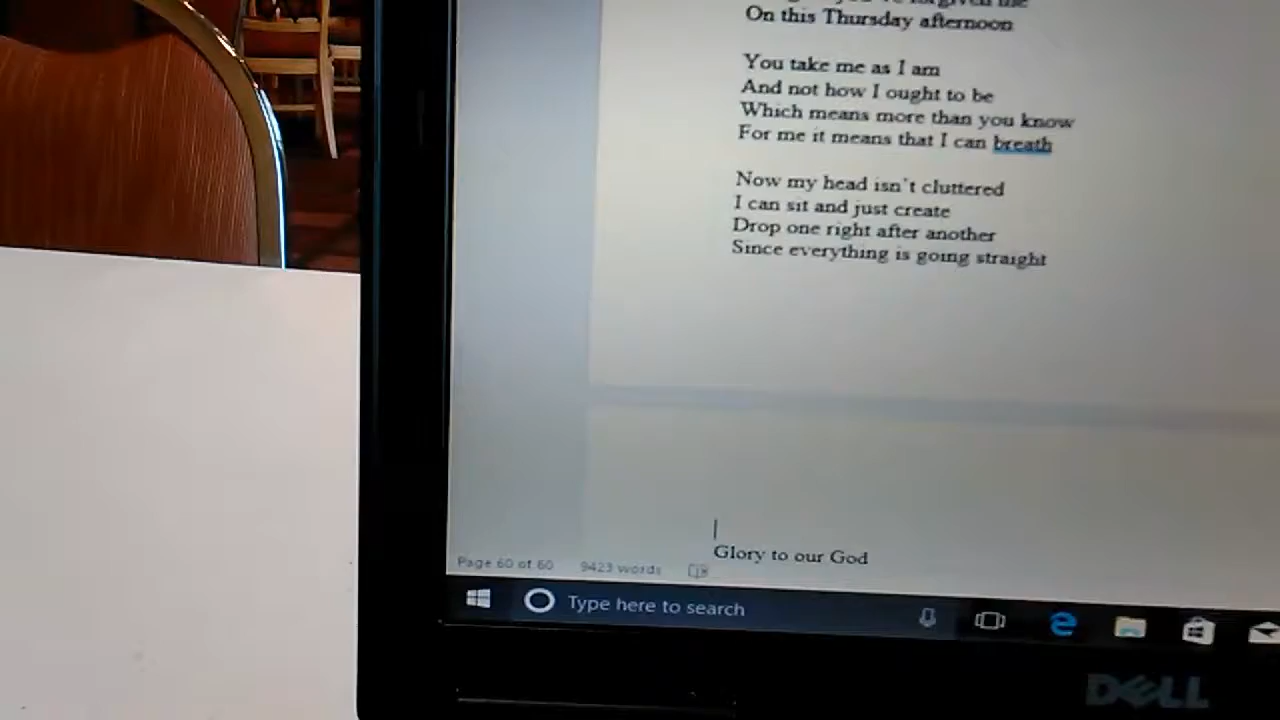 forgiven me
On this Thursday afternoon
You take me as I am
And not how I ought to be
Which means more than you know
For me it means that I can breath
Now my head isn't cluttered
I can sit and just create
Drop one right after another
Since everything is going straight
Glory to our God
Page 60 of 60 9423 words
Type here to search
DELL